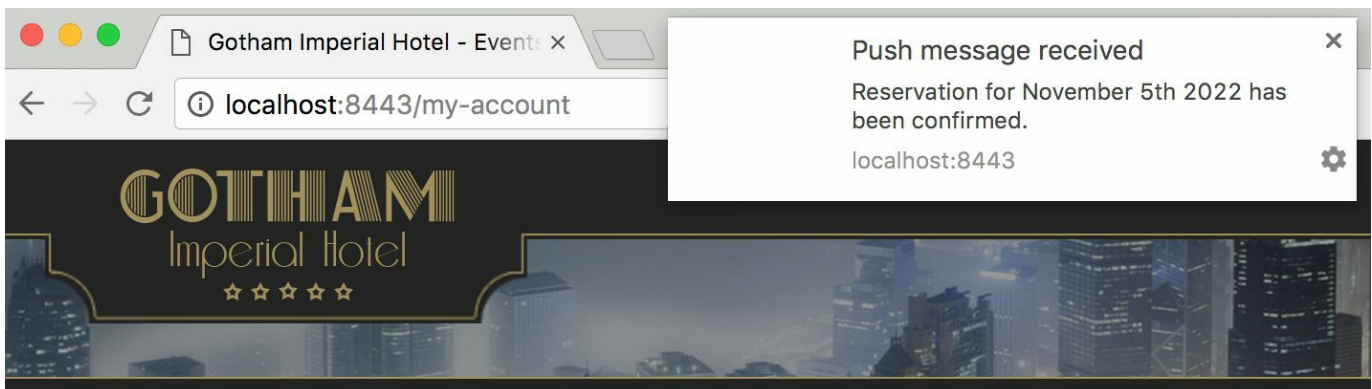 Gotham Imperial Hotel - Events
localhost:8443/my-account
Push message received
Reservation for November 5th 2022 has
been confirmed.
localhost:8443
GOTHAM
Imperial Hotel